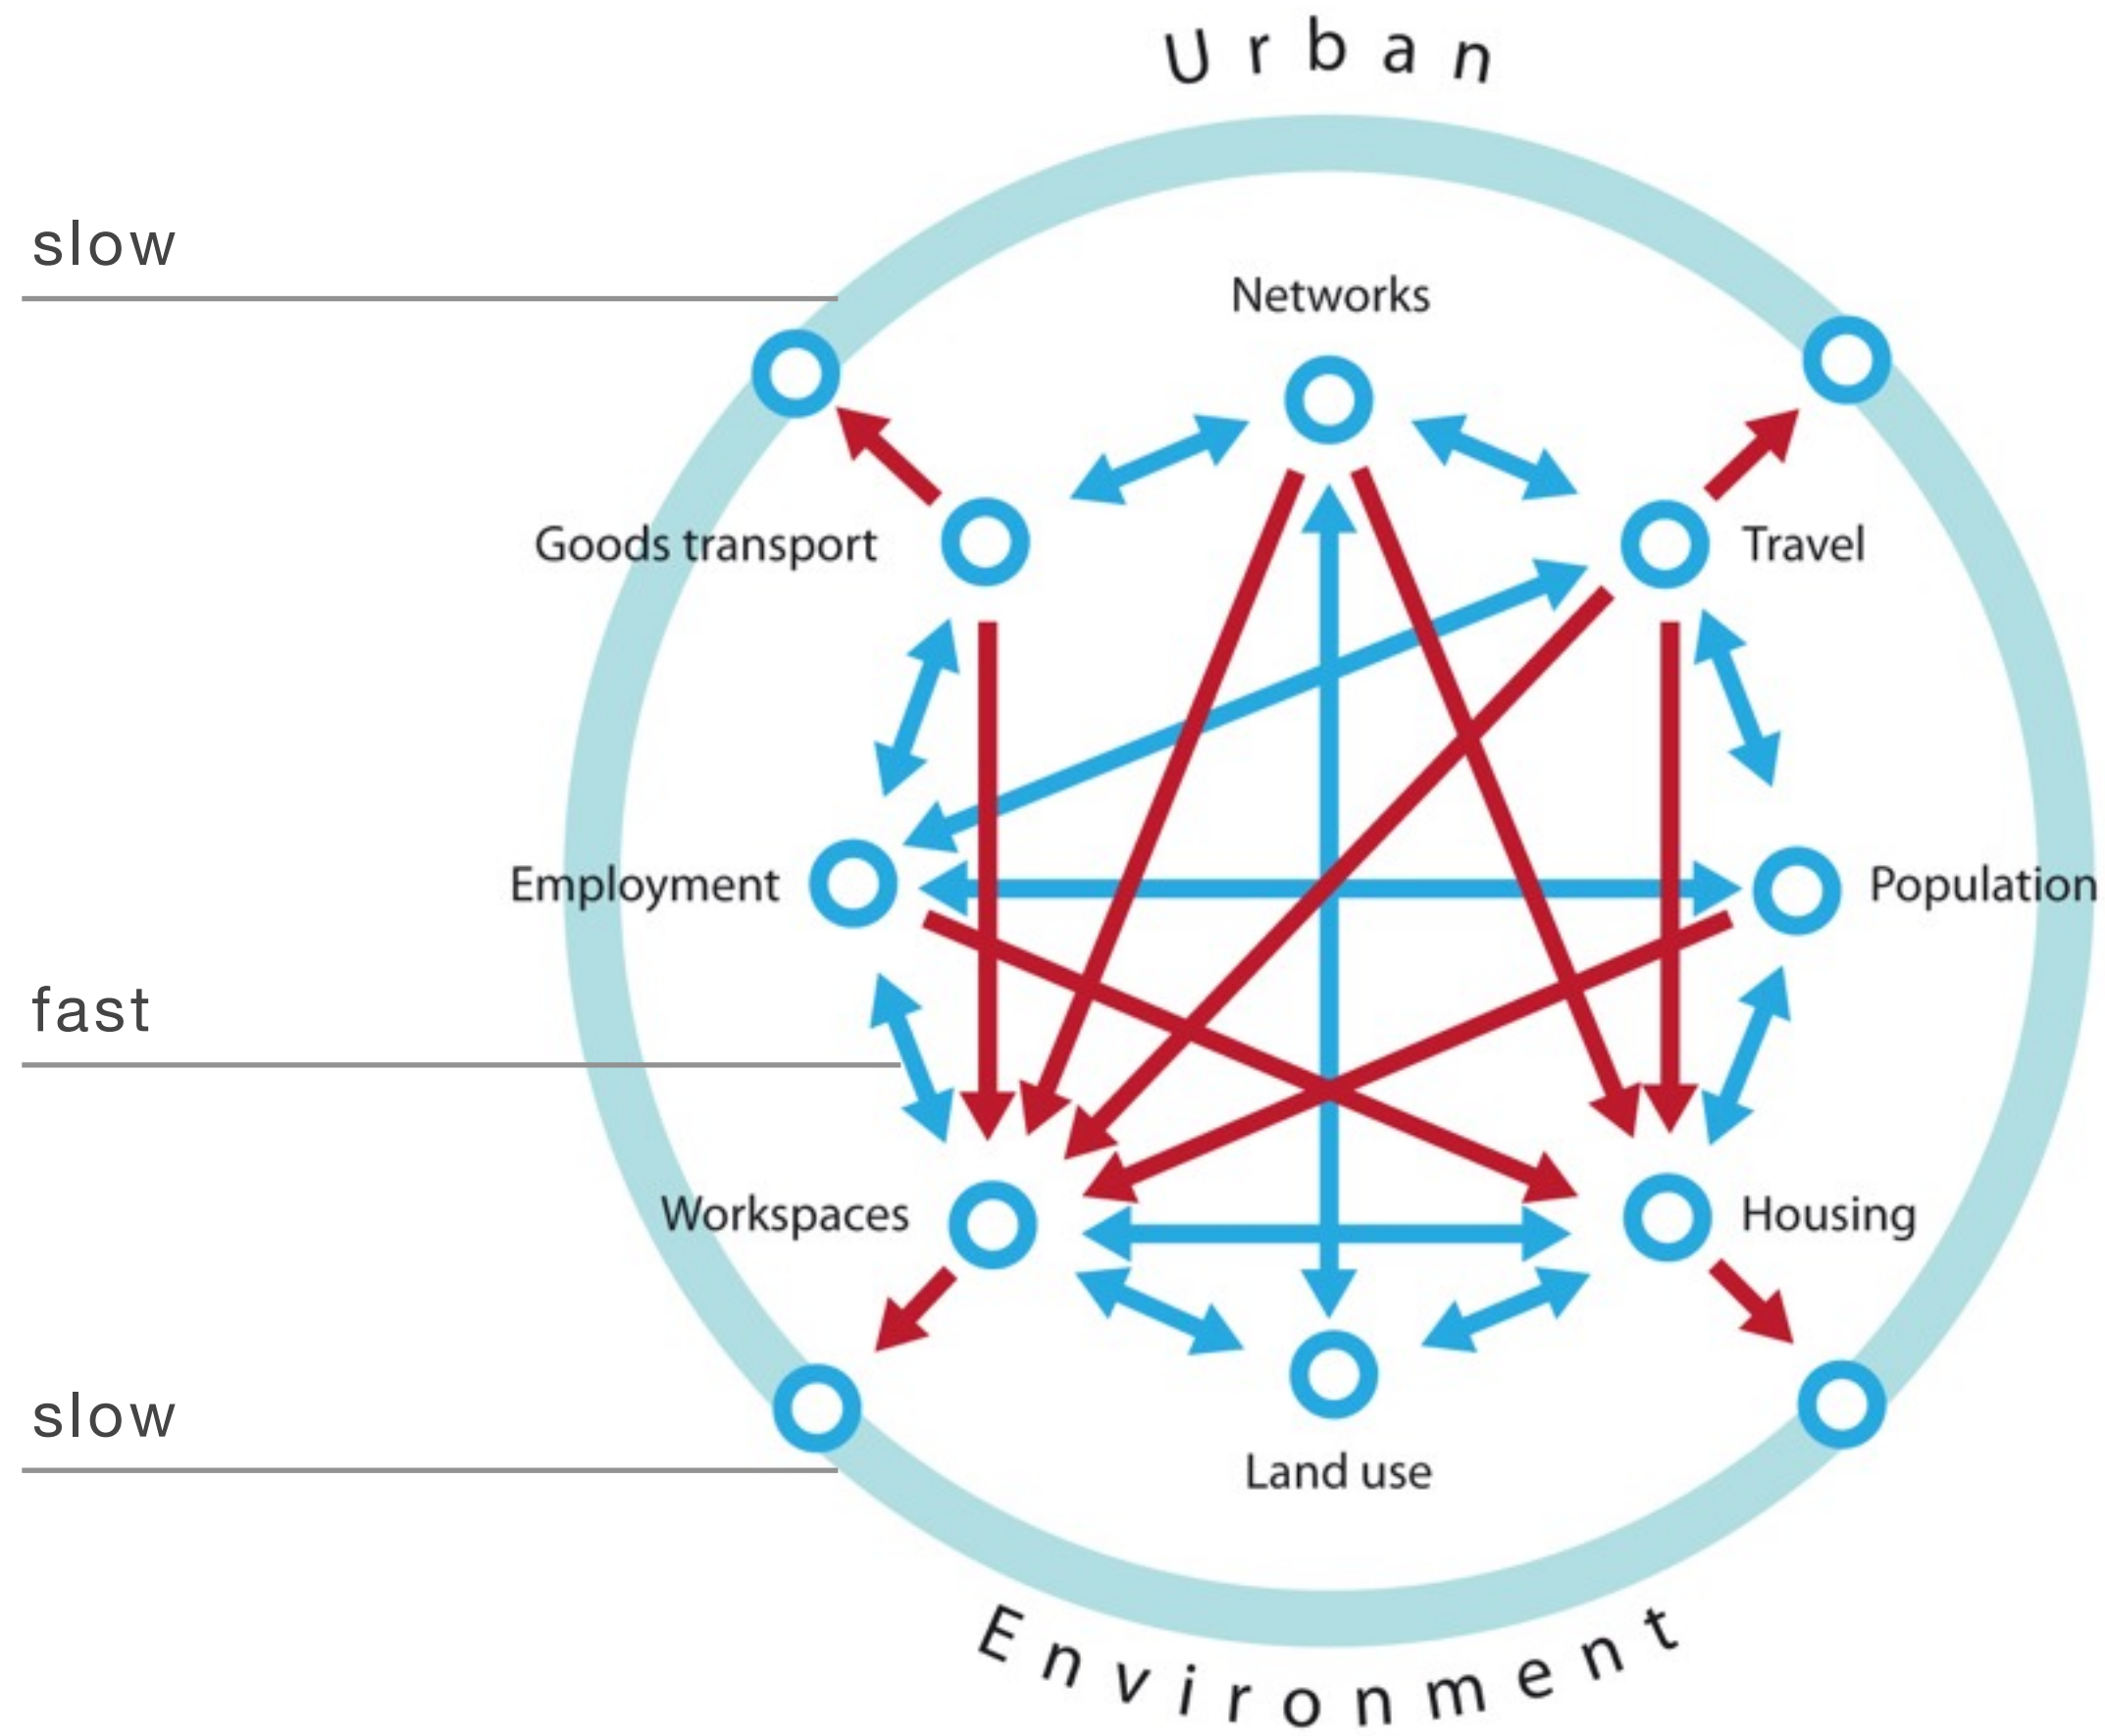 Urban
slow
Networks
Goods transport
Travel
Employment
Population
fast
Workspaces
Housing
slow
Land use
Environment